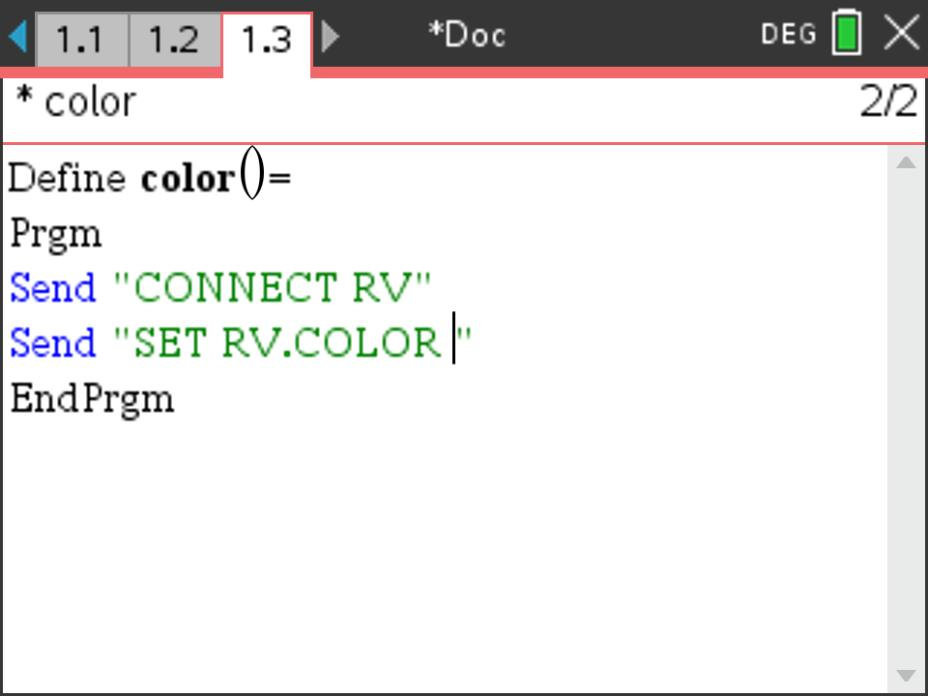 1.1 1.2 1.3 *Doc DEG
* color 2/2
Define color()=
Prgm
Send "CONNECT RV"
Send "SET RV.COLOR "
EndPrgm